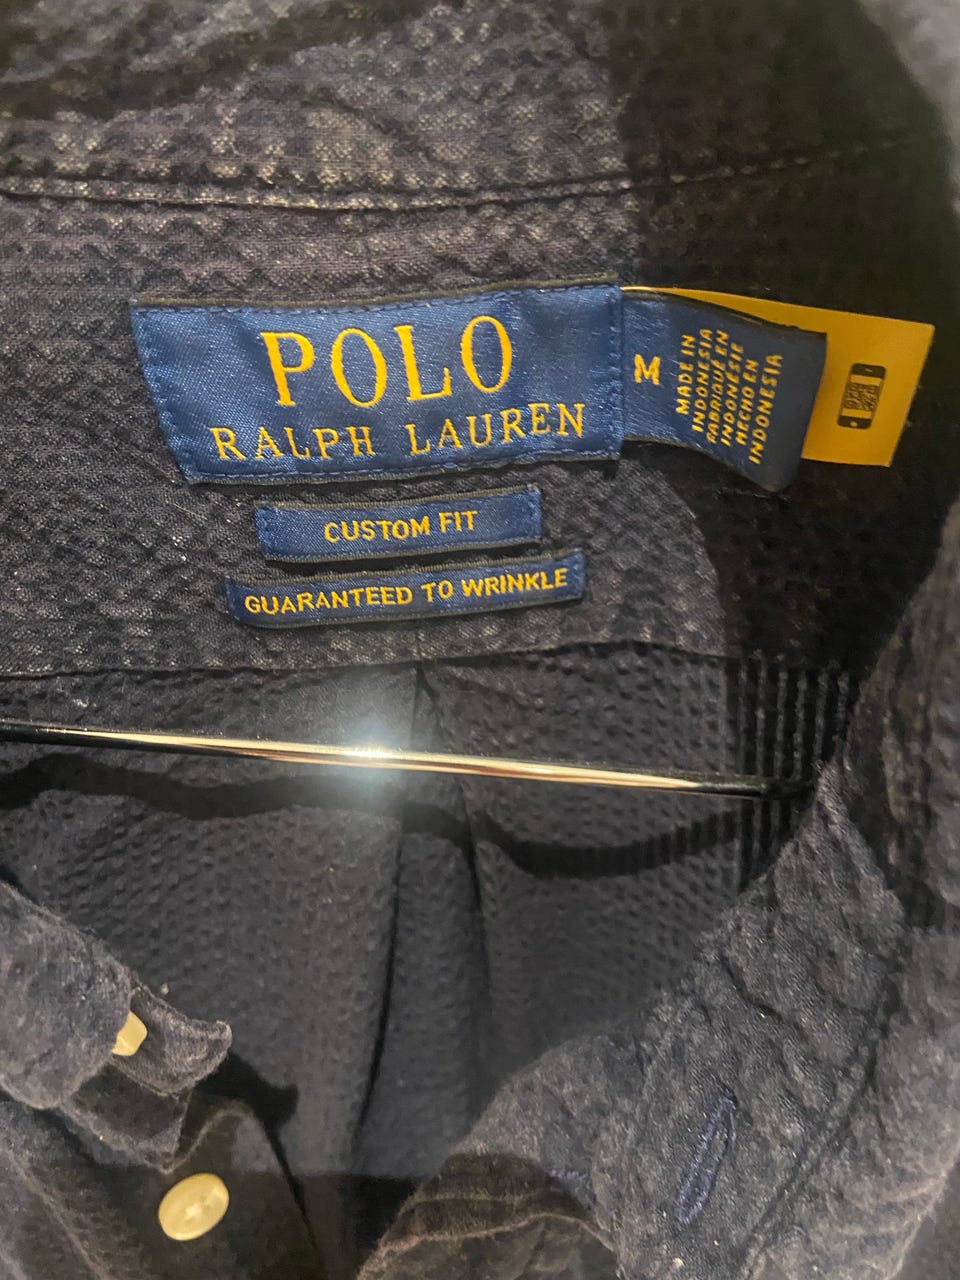 POLO
RALPH LAUREN
M
MADE IN
INDONESIA
FABRIQUÉ EN
INDONÉSIE
HECHO EN
INDONESIA
CUSTOM FIT
GUARANTEED TO WRINKLE